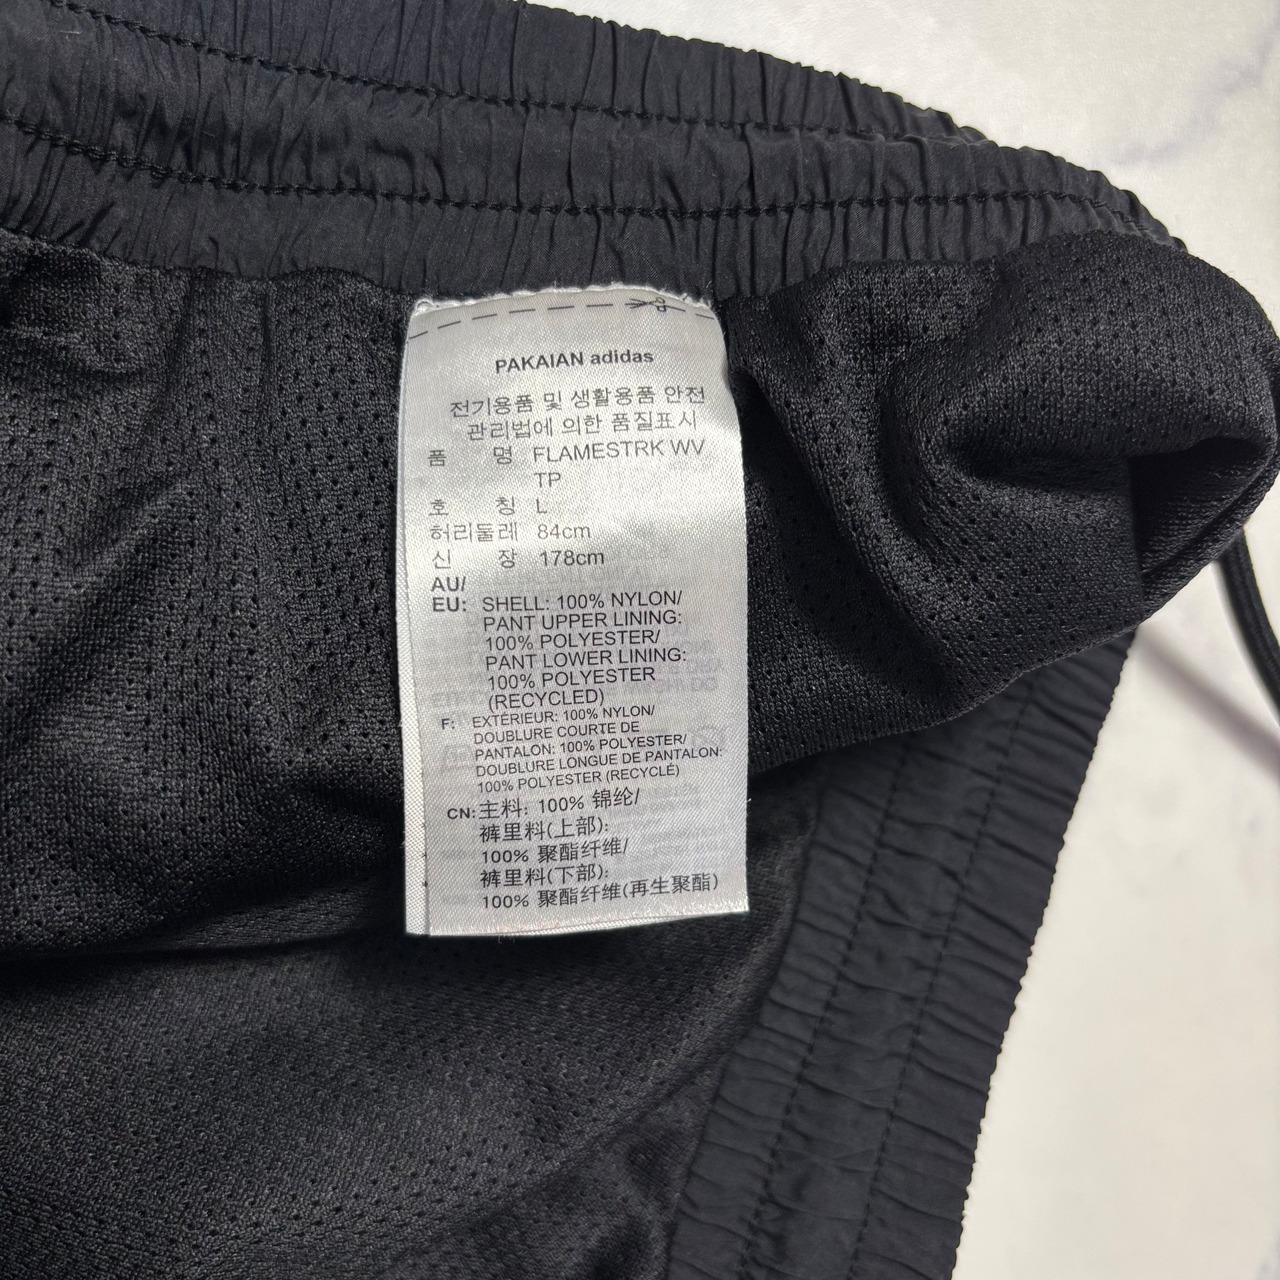 PAKAIAN adidas
전기용품 및 생활용품 안전
관리법에 의한 품질표시
품 명 FLAMESTRK WV
TP
호 칭 L
허리둘레 84cm
신 장 178cm
AU/
EU: SHELL: 100% NYLON/
PANT UPPER LINING:
100% POLYESTER/
PANT LOWER LINING:
100% POLYESTER
(RECYCLED)
F: EXTÉRIEUR: 100% NYLON/
DOUBLURE COURTE DE
PANTALON: 100% POLYESTER/
DOUBLURE LONGUE DE PANTALON:
100% POLYESTER (RECYCLÉ)
CN: 主料: 100% 锦纶/
裤里料(上部):
100% 聚酯纤维/
裤里料(下部):
100% 聚酯纤维(再生聚酯)